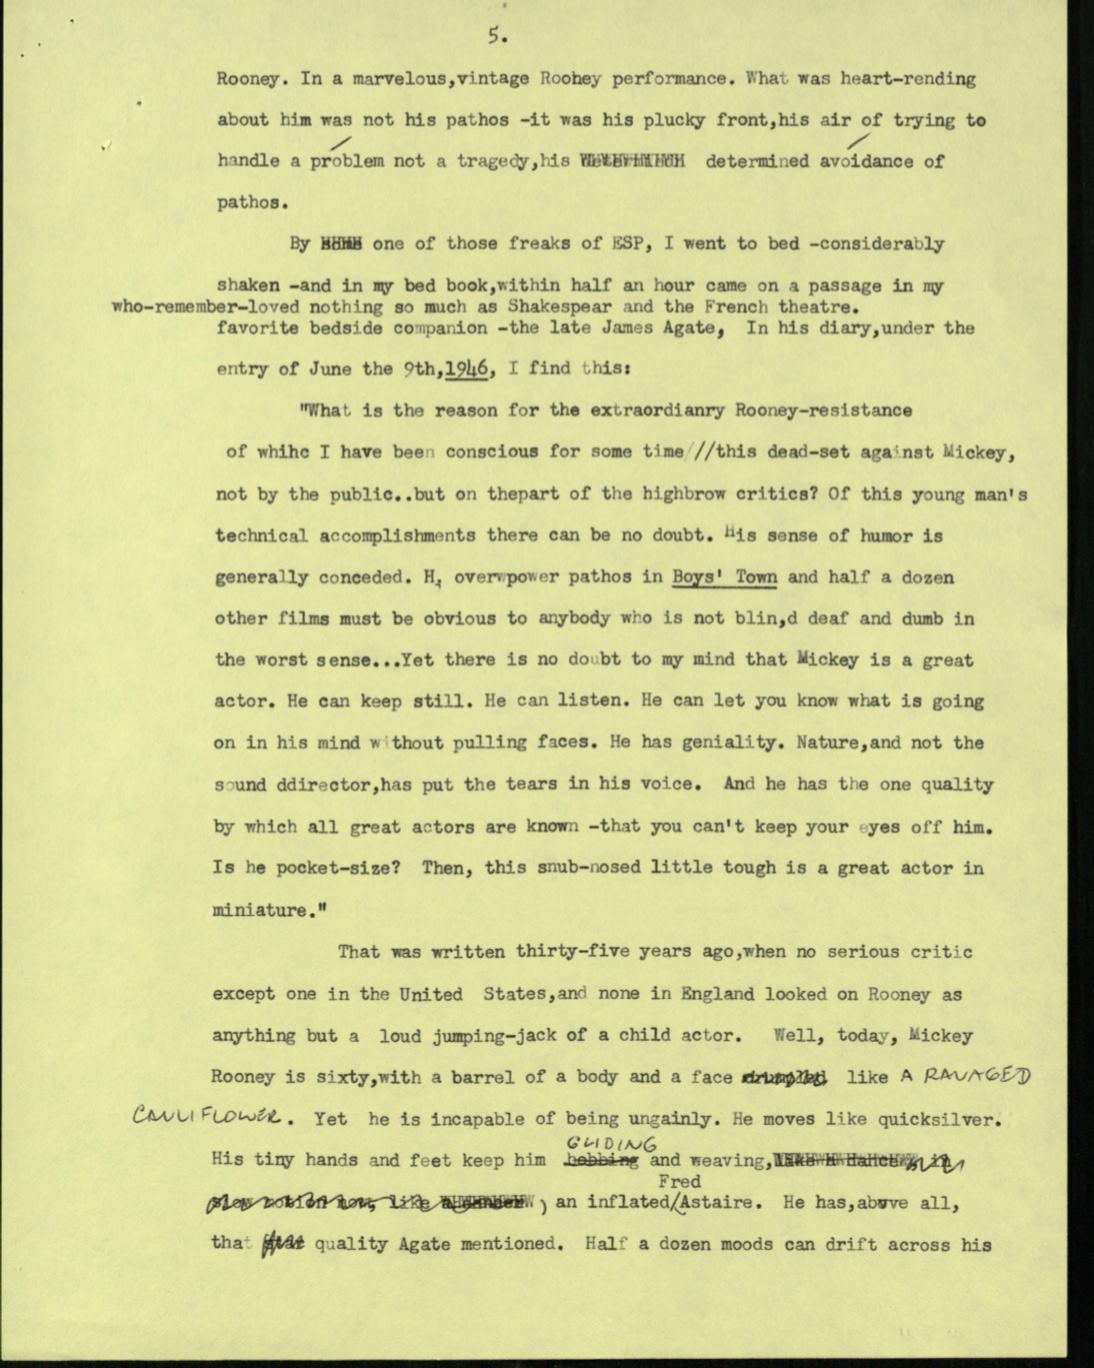 5.
Rooney. In a marvelous,vintage Roohey performance. What was heart-rending
about him was not his pathos -it was his plucky front,his air of trying to
handle a problem not a tragedy,his determined avoidance of
pathos.
By one of those freaks of ESP, I went to bed -considerably
shaken -and in my bed book,within half an hour came on a passage in my
who-remember-loved nothing so much as Shakespear and the French theatre.
favorite bedside companion -the late James Agate, In his diary,under the
entry of June the 9th,1946, I find this:
"What is the reason for the extraordianry Rooney-resistance
of whihc I have been conscious for some time//this dead-set against Mickey,
not by the public..but on thepart of the highbrow critics? Of this young man's
technical accomplishments there can be no doubt. His sense of humor is
generally conceded. H, overwpower pathos in Boys' Town and half a dozen
other films must be obvious to anybody who is not blin,d deaf and dumb in
the worst sense...Yet there is no doubt to my mind that Mickey is a great
actor. He can keep still. He can listen. He can let you know what is going
on in his mind without pulling faces. He has geniality. Nature,and not the
sound ddirector,has put the tears in his voice. And he has the one quality
by which all great actors are known -that you can't keep your eyes off him.
Is he pocket-size? Then, this snub-nosed little tough is a great actor in
miniature."
That was written thirty-five years ago,when no serious critic
except one in the United States,and none in England looked on Rooney as
anything but a loud jumping-jack of a child actor. Well, today, Mickey
Rooney is sixty,with a barrel of a body and a face like A RAVAGED
CAULIFLOWER. Yet he is incapable of being ungainly. He moves like quicksilver.
GLIDING
His tiny hands and feet keep him bobbing and weaving,
Fred
slow motion now, like an inflated/Astaire. He has,above all,
that quality Agate mentioned. Half a dozen moods can drift across his